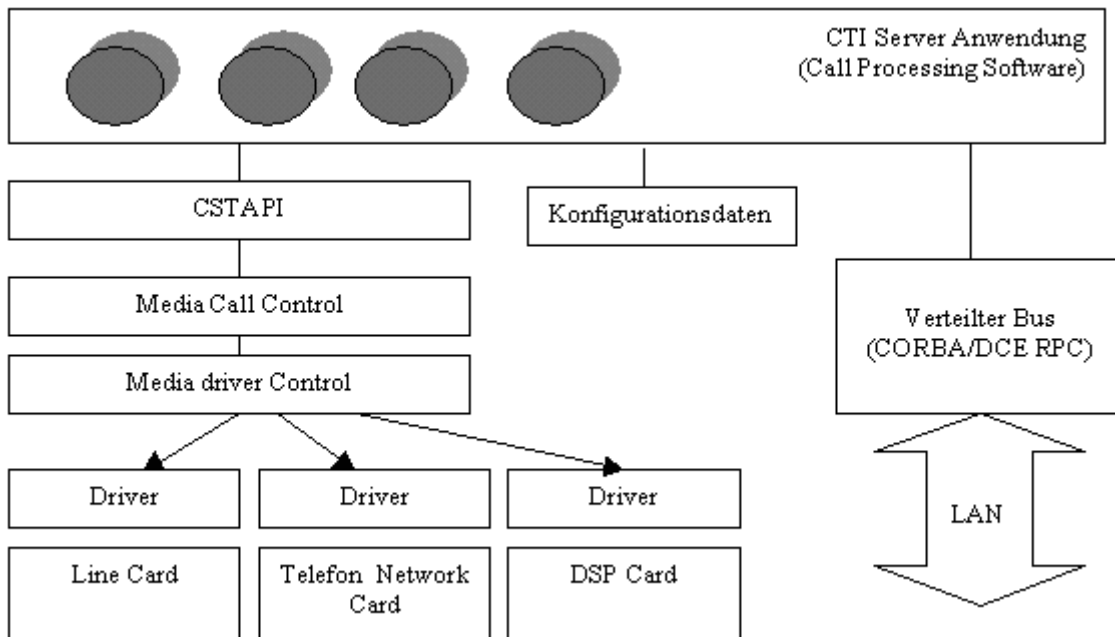 CTI Server Anwendung
(Call Processing Software)
CSTAPI
Konfigurationsdaten
Media Call Control
Verteilter Bus
(CORBA/DCE RPC)
Media driver Control
Driver
Driver
Driver
LAN
Line Card
Telefon Network
Card
DSP Card